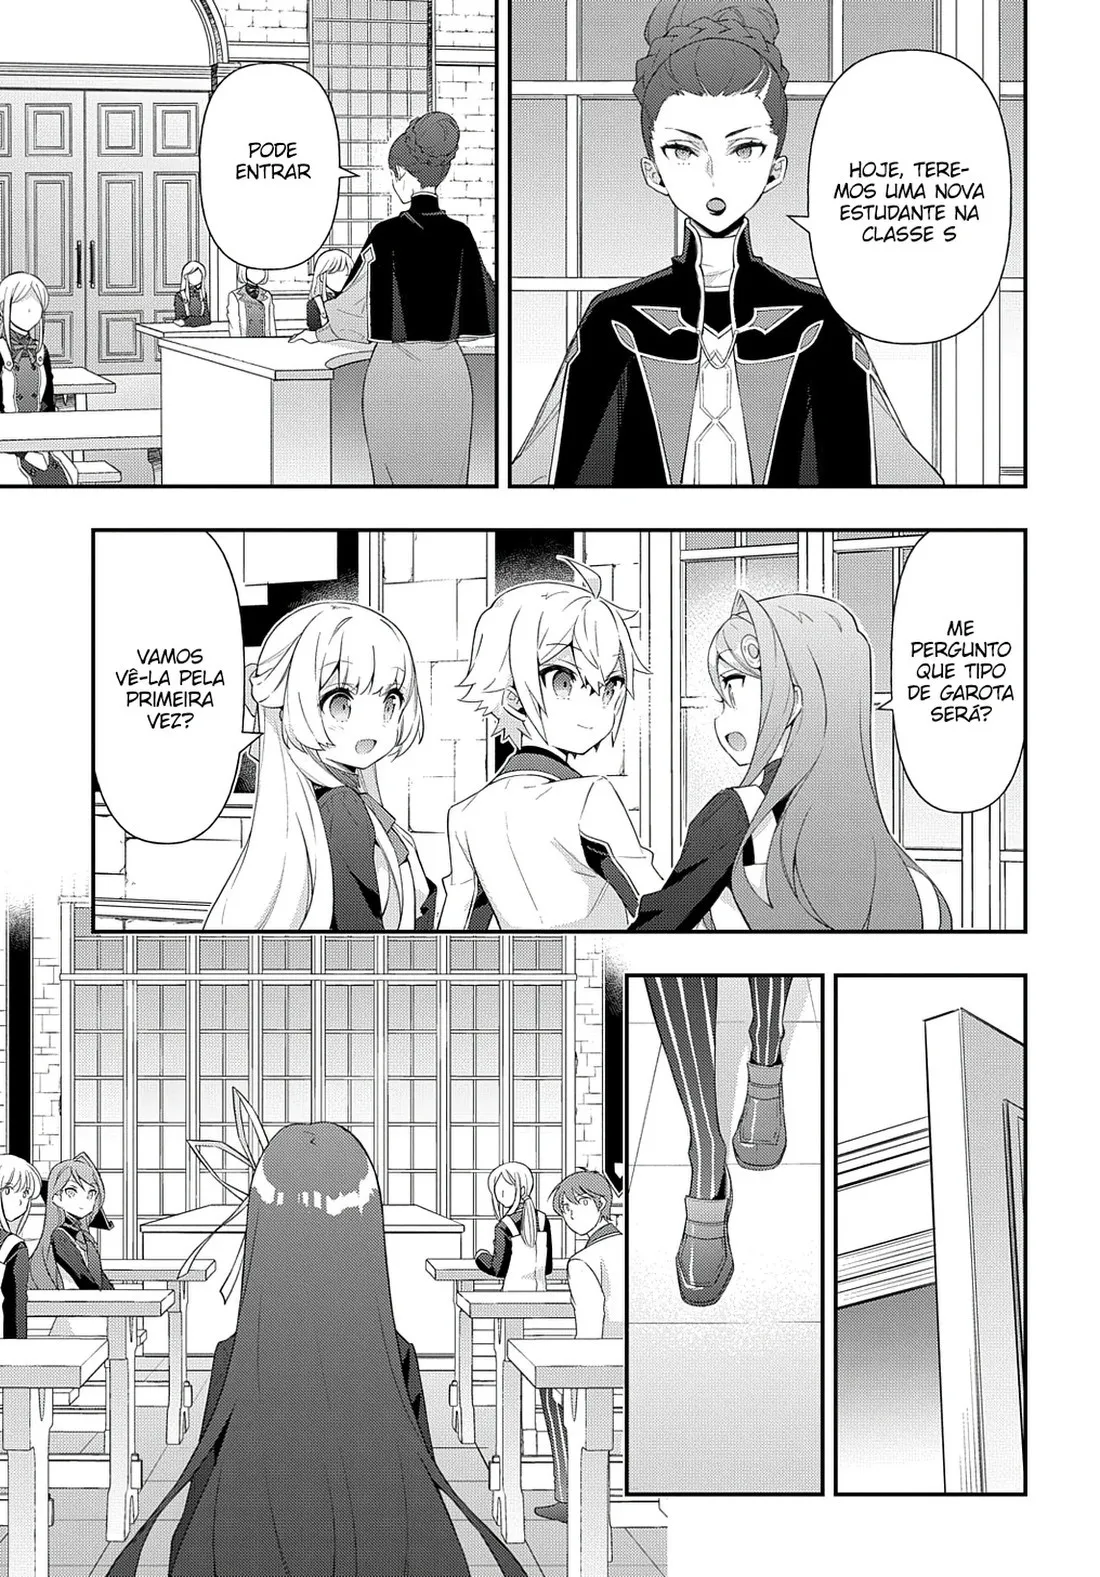 HOJE, TERE-
MOS UMA NOVA
ESTUDANTE NA
CLASSE S
PODE
ENTRAR
ME
PERGUNTO
QUE TIPO
DE GAROTA
SERÁ?
VAMOS
VÊ-LA PELA
PRIMEIRA
VEZ?